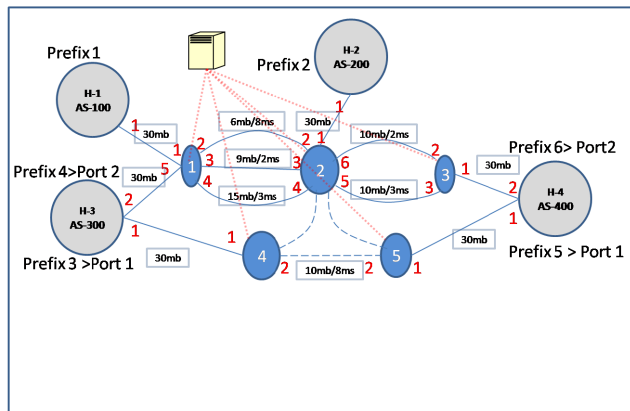 Prefix 1
H-1
AS-100
1
30mb
Prefix 4>Port 2
30mb
H-3
AS-300
2
1
Prefix 3 >Port 1
30mb
H-2
AS-200
Prefix 2
1
30mb
1
1
5
2
3
4
1
6mb/8ms
9mb/2ms
15mb/3ms
2
3
4
6
5
2
10mb/2ms
10mb/3ms
2
3
1
3
30mb
Prefix 6> Port2
H-4
AS-400
2
1
Prefix 5 > Port 1
30mb
1
4
2
10mb/8ms
2
5
1